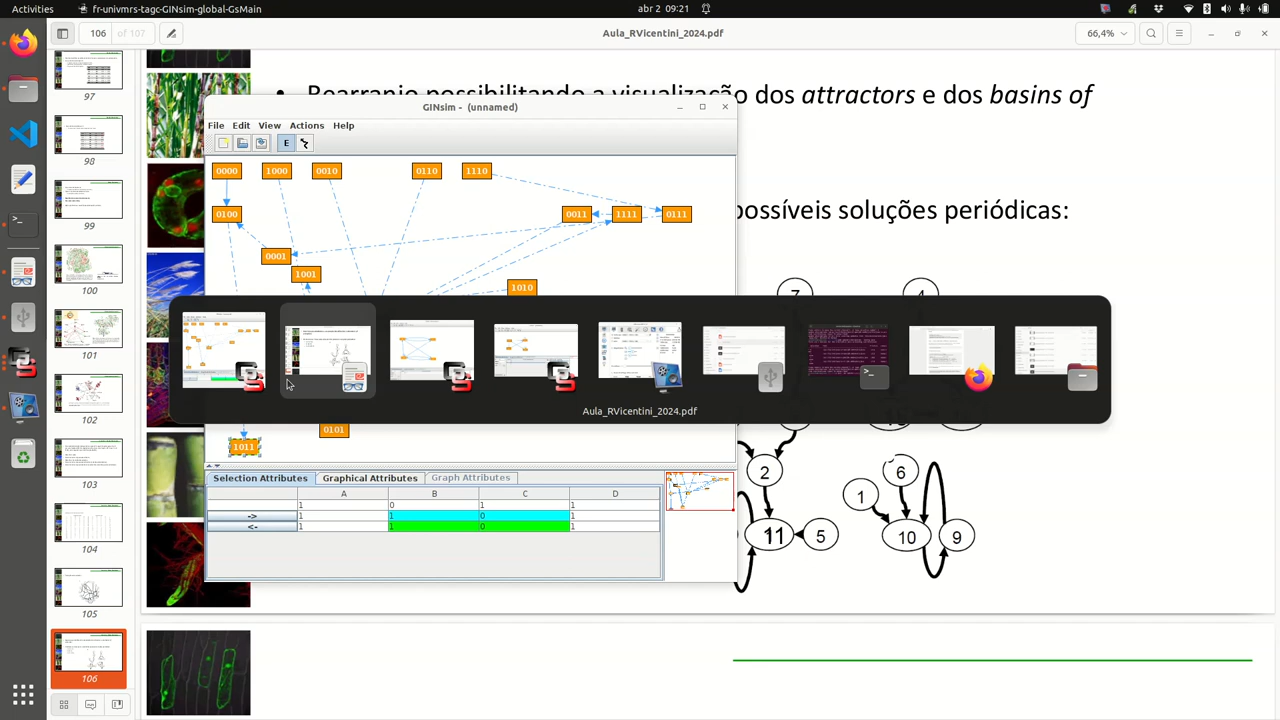 Activities fr-univmrs-tagc-GINsim-global-GsMain abr 2 09:21
106 of 107 Aula_RVicentini_2024.pdf 66,4%
97
98
99
100
101
102
103
104
105
106
dos attractors e dos basins of
possíveis soluções periódicas:
GINsim - (unnamed)
File Edit View Actions Help
E
0000 1000 0010 0110 1110
0100 0011 1111 0111
0001
1001
1010
Aula_RVicentini_2024.pdf
0101
1011
Selection Attributes Graphical Attributes Graph Attributes
A B C D
1 0 1 1
-> 1 1 0 1
<- 1 1 0 1
2 6
1
11 5 10 9